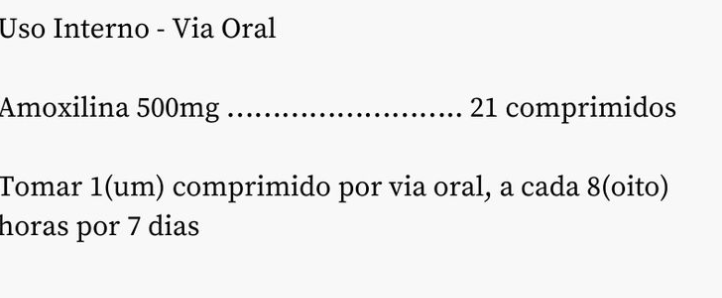 Uso Interno - Via Oral
Amoxilina 500mg .......................... 21 comprimidos
Tomar 1(um) comprimido por via oral, a cada 8(oito)
horas por 7 dias